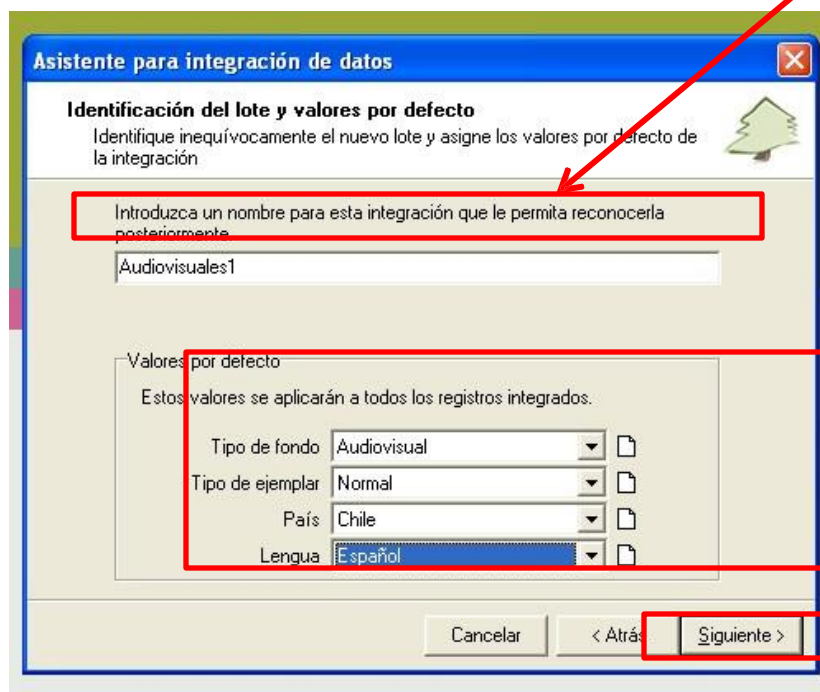 Asistente para integración de datos
Identificación del lote y valores por defecto
Identifique inequívocamente el nuevo lote y asigne los valores por defecto de
la integración
Introduzca un nombre para esta integración que le permita reconocerla
posteriormente
Audiovisuales1
Valores por defecto
Estos valores se aplicarán a todos los registros integrados.
Tipo de fondo Audiovisual
Tipo de ejemplar Normal
País Chile
Lengua Español
Cancelar < Atrás Siguiente >